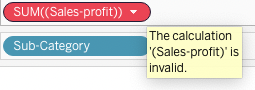 SUM((Sales-profit))
Sub-Category
The calculation
'(Sales-profit)' is
invalid.